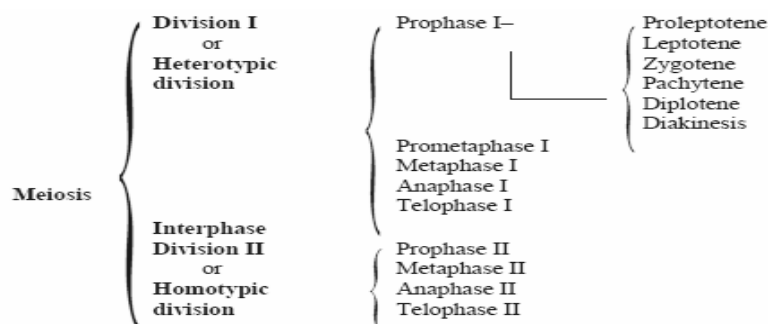 Meiosis
Division I
or
Heterotypic
division
Prophase I–
Proleptotene
Leptotene
Zygotene
Pachytene
Diplotene
Diakinesis
Prometaphase I
Metaphase I
Anaphase I
Telophase I
Interphase
Division II
or
Homotypic
division
Prophase II
Metaphase II
Anaphase II
Telophase II